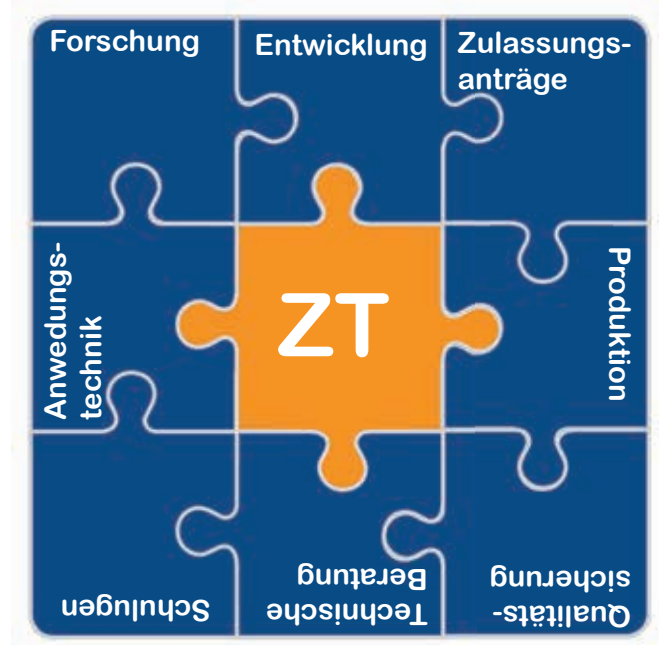 Forschung
Entwicklung
Zulassungs-
anträge
Anwedungs-
technik
ZT
Produktion
Schulugen
Technische
Beratung
Qualitäts-
sicherung